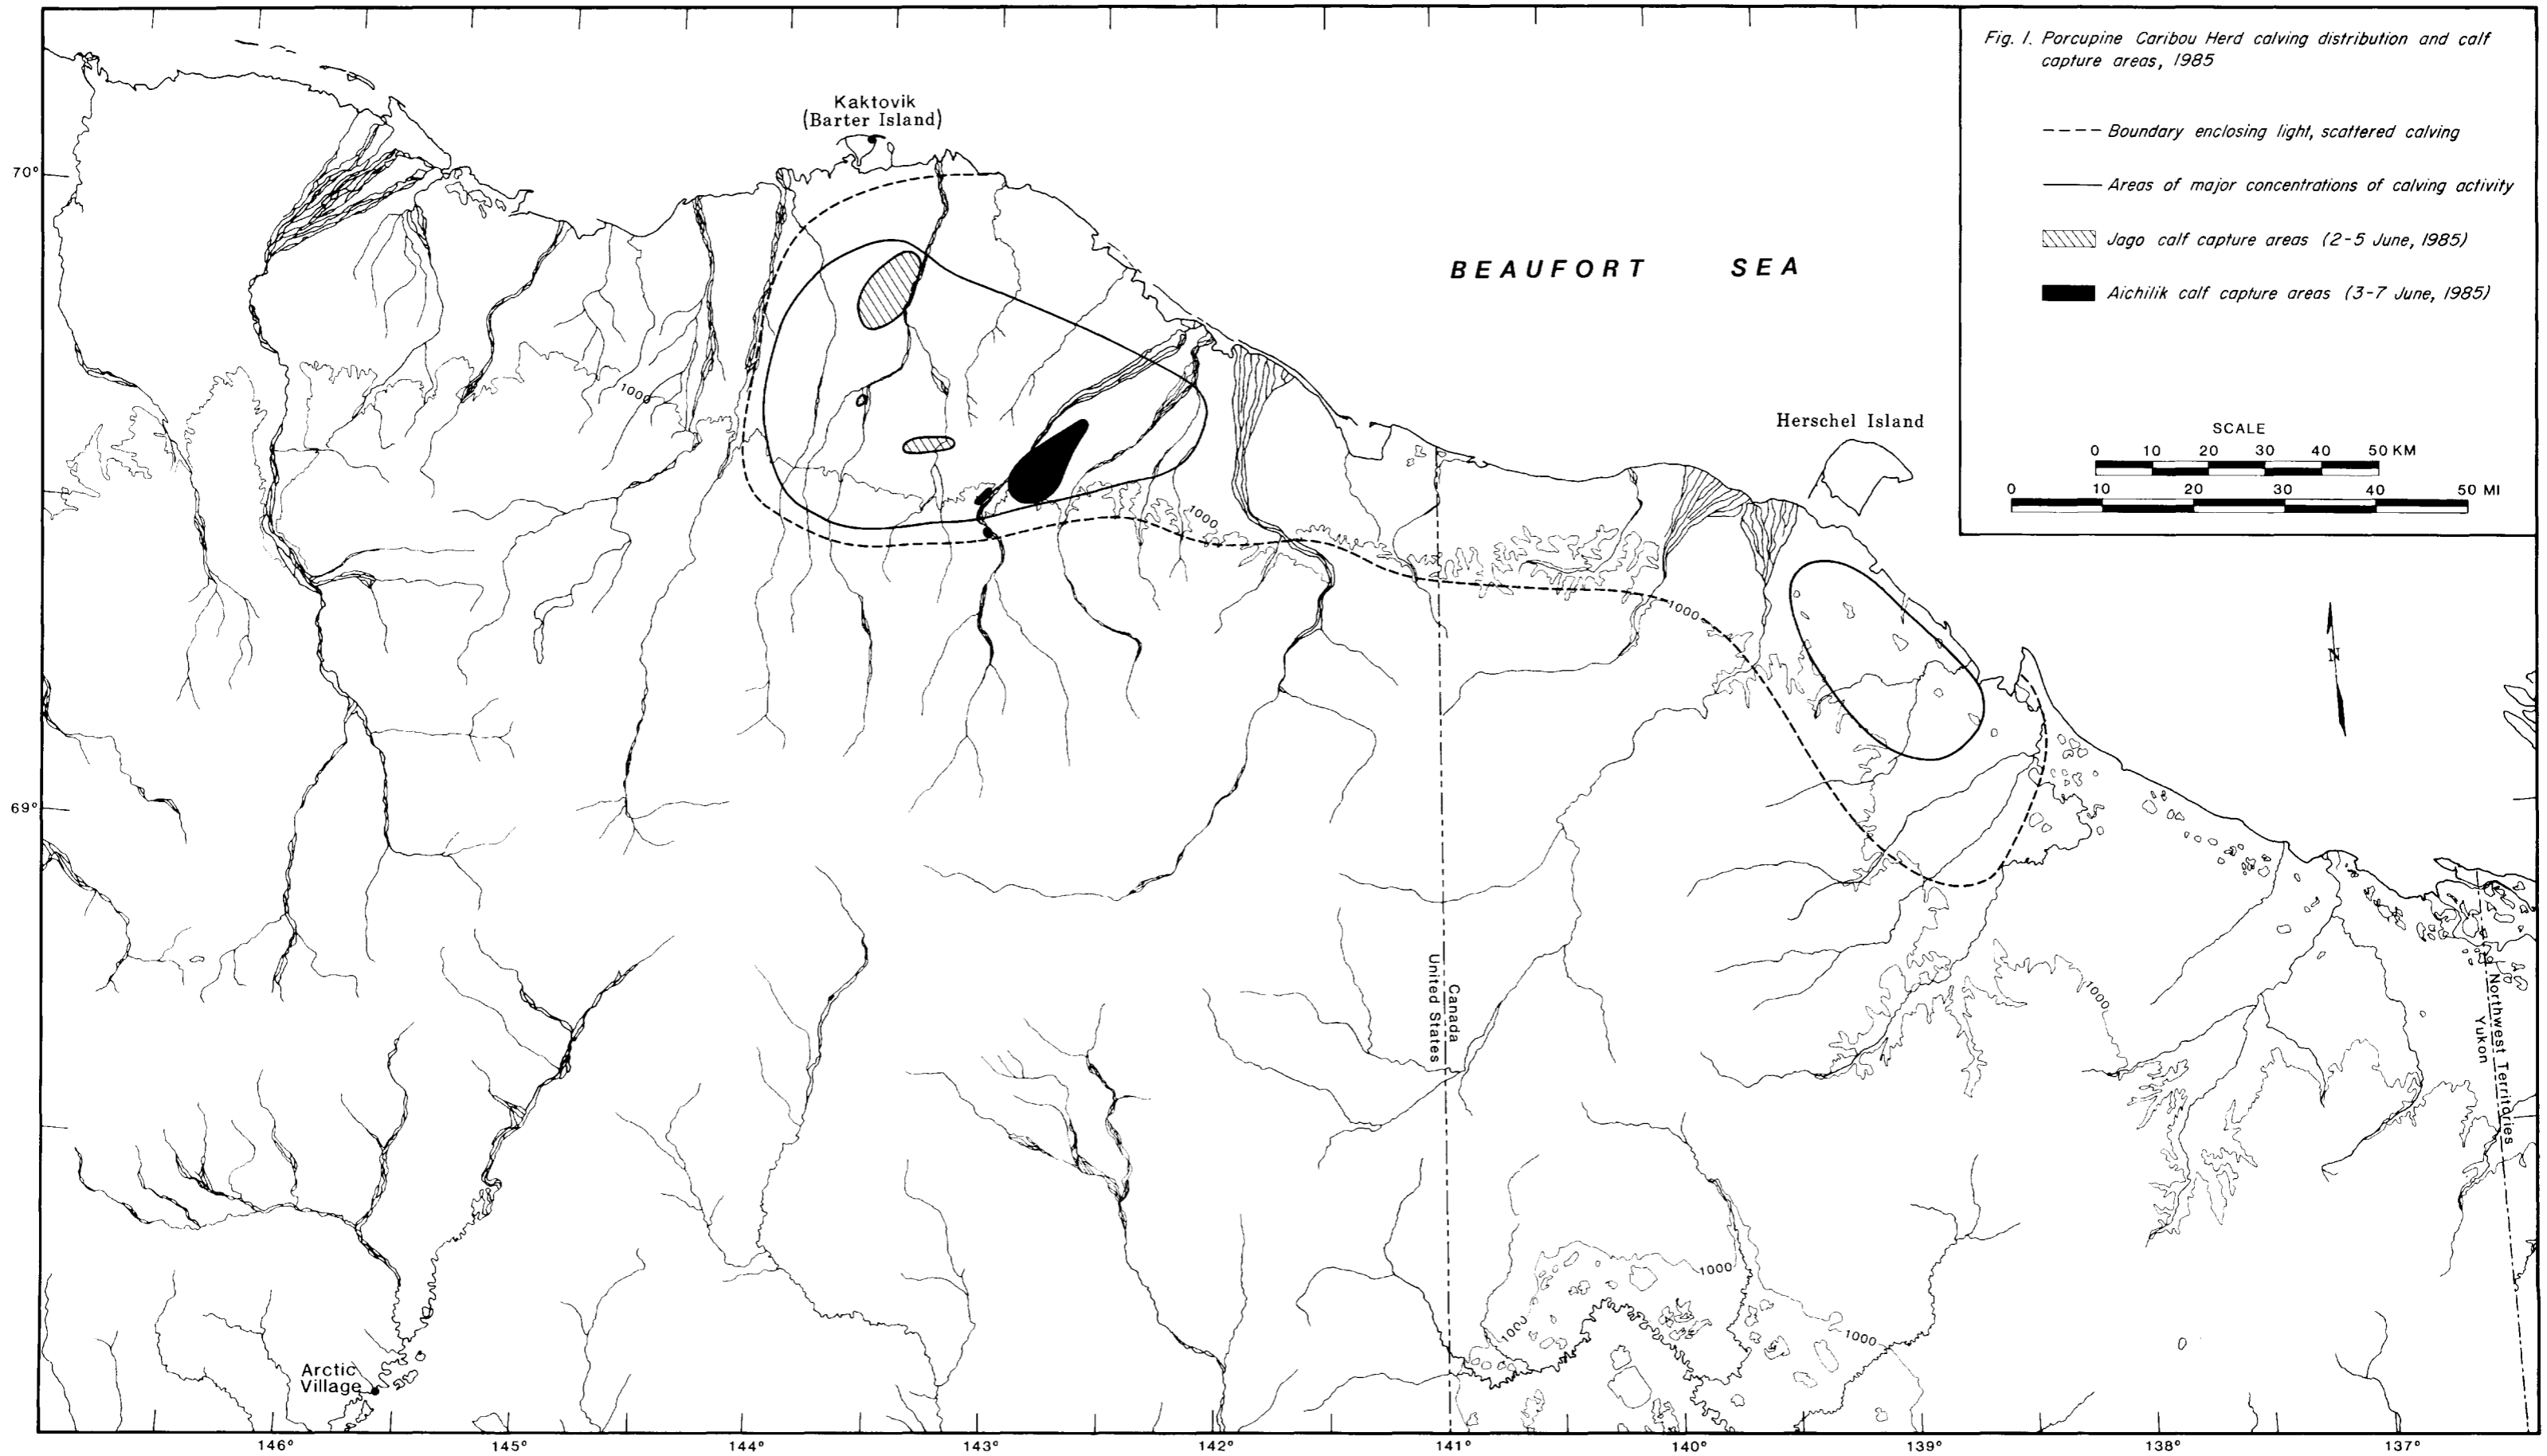 Fig. 1. Porcupine Caribou Herd calving distribution and calf
capture areas, 1985
Boundary enclosing light, scattered calving
Areas of major concentrations of calving activity
Jago calf capture areas (2-5 June, 1985)
Aichilik calf capture areas (3-7 June, 1985)
SCALE
0 10 20 30 40 50 KM
0 10 20 30 40 50 MI
Kaktovik
(Barter Island)
70°
BEAUFORT SEA
1000
Herschel Island
1000
1000
N
69°
United States
Canada
1000
Northwest Territories
Yukon
1000
1000
1000
Arctic
Village
146° 145° 144° 143° 142° 141° 140° 139° 138° 137°